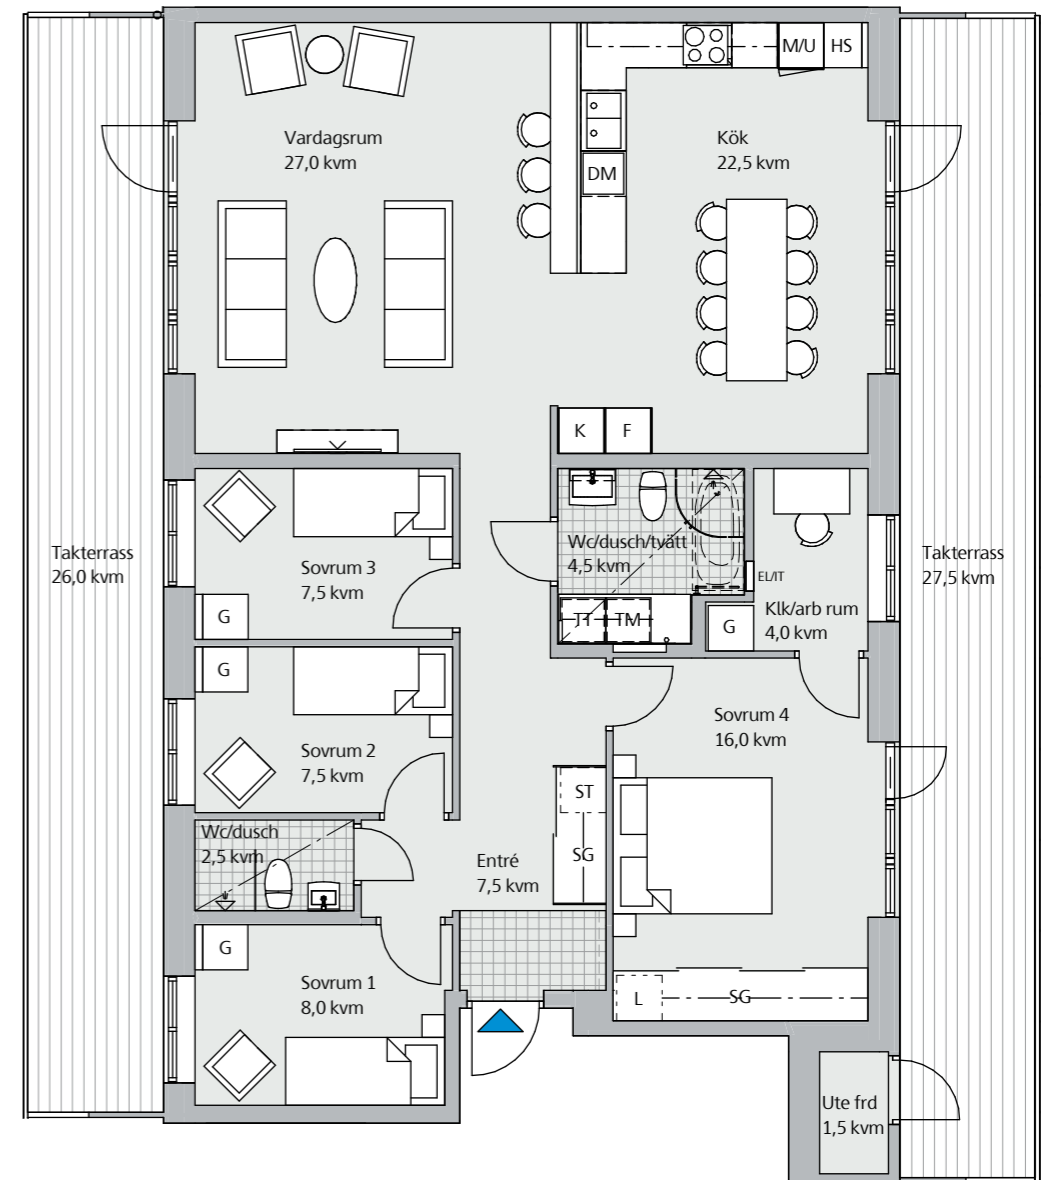 M/U
HS
Vardagsrum
27,0 kvm
Kök
22,5 kvm
DM
K
F
Takterrass
26,0 kvm
Sovrum 3
7,5 kvm
G
Wc/dusch/tvätt
4,5 kvm
TT
TM
EL/IT
Klk/arb rum
4,0 kvm
G
Takterrass
27,5 kvm
G
Sovrum 2
7,5 kvm
Sovrum 4
16,0 kvm
ST
SG
Wc/dusch
2,5 kvm
Entré
7,5 kvm
G
Sovrum 1
8,0 kvm
L
SG
Ute frd
1,5 kvm